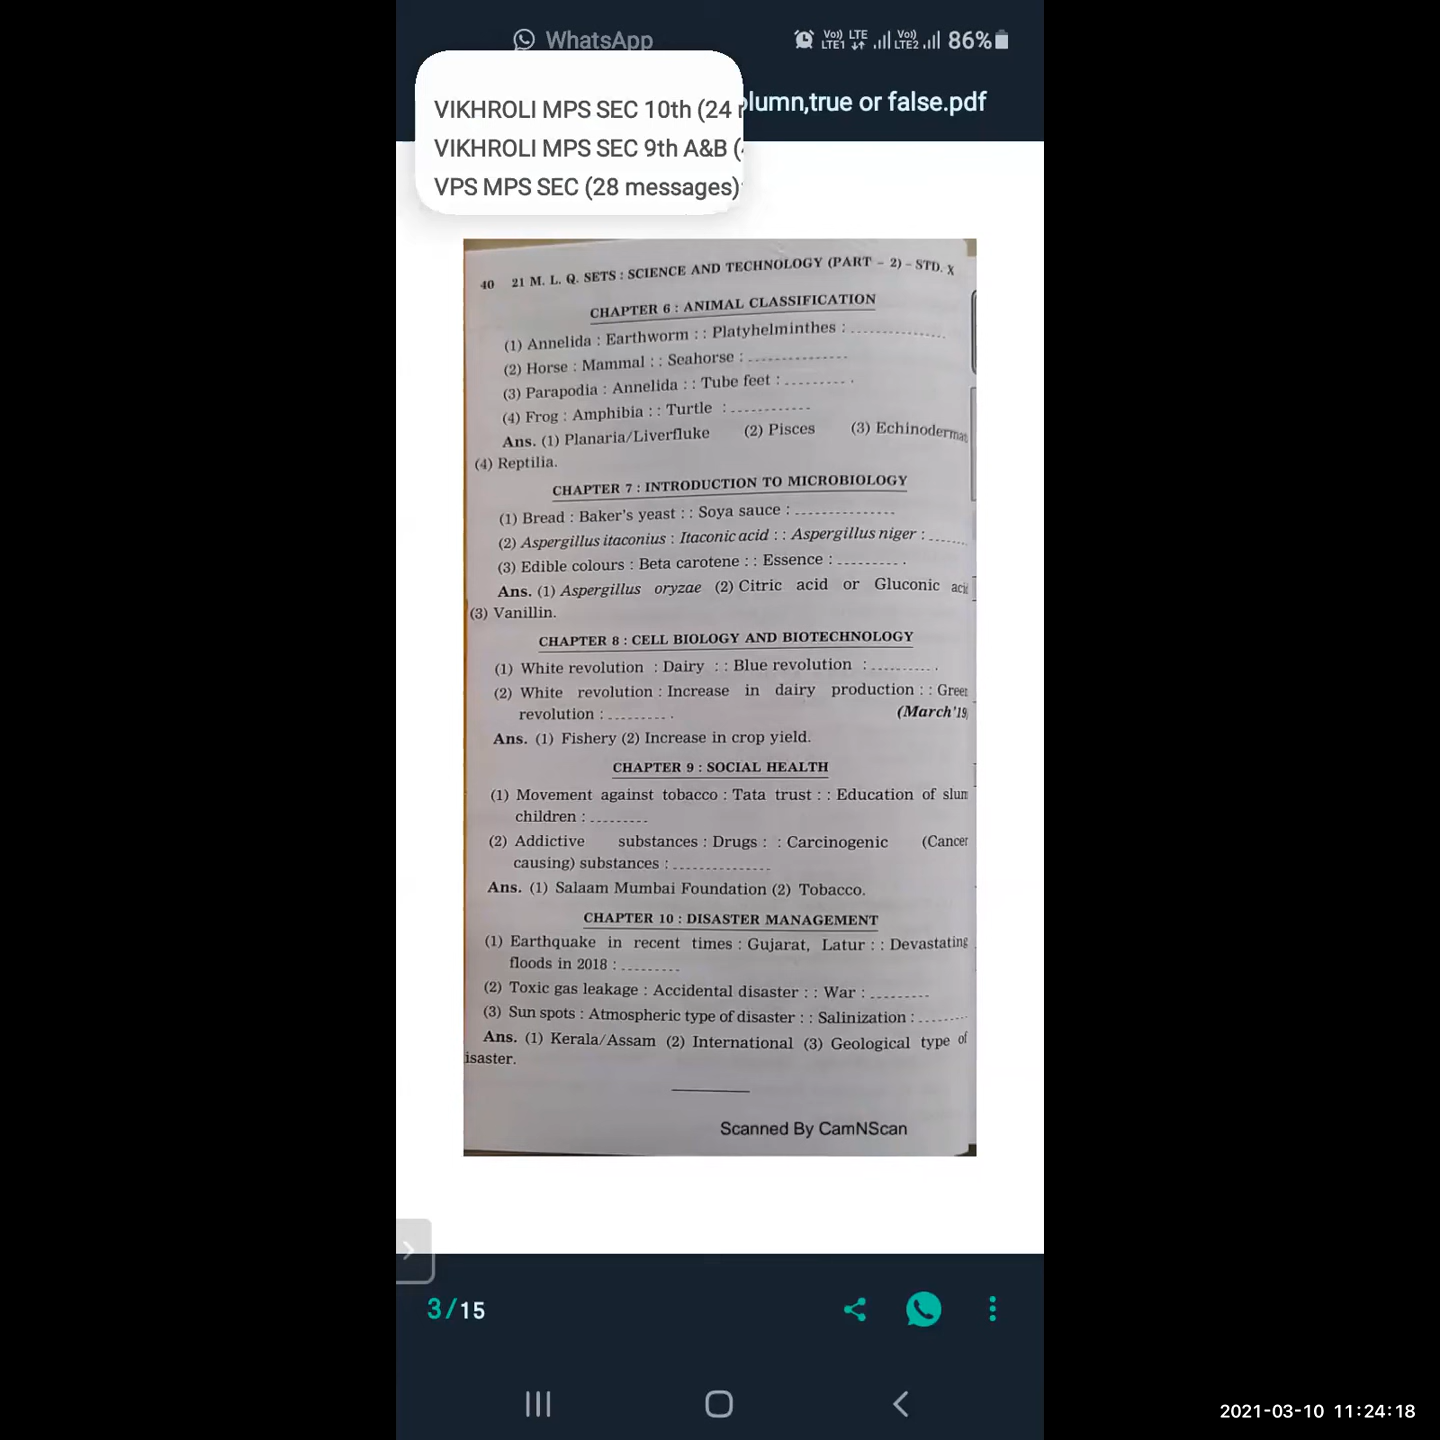 WhatsApp
Vo) LTE Vo)
LTE1 LTE2 86%
VIKHROLI MPS SEC 10th (24
VIKHROLI MPS SEC 9th A&B (
VPS MPS SEC (28 messages)
lumn,true or false.pdf
40 21 M. L. Q. SETS : SCIENCE AND TECHNOLOGY (PART - 2) - STD. X
CHAPTER 6 : ANIMAL CLASSIFICATION
(1) Annelida : Earthworm : : Platyhelminthes : ..............
(2) Horse : Mammal : : Seahorse : ..............
(3) Parapodia : Annelida : : Tube feet : ......... .
(4) Frog : Amphibia : : Turtle : ............
Ans. (1) Planaria/Liverfluke (2) Pisces (3) Echinodermat
(4) Reptilia.
CHAPTER 7 : INTRODUCTION TO MICROBIOLOGY
(1) Bread : Baker's yeast : : Soya sauce : ..............
(2) Aspergillus itaconius : Itaconic acid : : Aspergillus niger : .......
(3) Edible colours : Beta carotene : : Essence : ......... .
Ans. (1) Aspergillus oryzae (2) Citric acid or Gluconic acid
(3) Vanillin.
CHAPTER 8 : CELL BIOLOGY AND BIOTECHNOLOGY
(1) White revolution : Dairy : : Blue revolution : ......... .
(2) White revolution : Increase in dairy production : : Green
revolution : ......... . (March'19)
Ans. (1) Fishery (2) Increase in crop yield.
CHAPTER 9 : SOCIAL HEALTH
(1) Movement against tobacco : Tata trust : : Education of slum
children : .........
(2) Addictive substances : Drugs : : Carcinogenic (Cancer
causing) substances : ..............
Ans. (1) Salaam Mumbai Foundation (2) Tobacco.
CHAPTER 10 : DISASTER MANAGEMENT
(1) Earthquake in recent times : Gujarat, Latur : : Devastating
floods in 2018 : .........
(2) Toxic gas leakage : Accidental disaster : : War : .........
(3) Sun spots : Atmospheric type of disaster : : Salinization : ........
Ans. (1) Kerala/Assam (2) International (3) Geological type of
isaster.
Scanned By CamNScan
3/15
2021-03-10 11:24:18